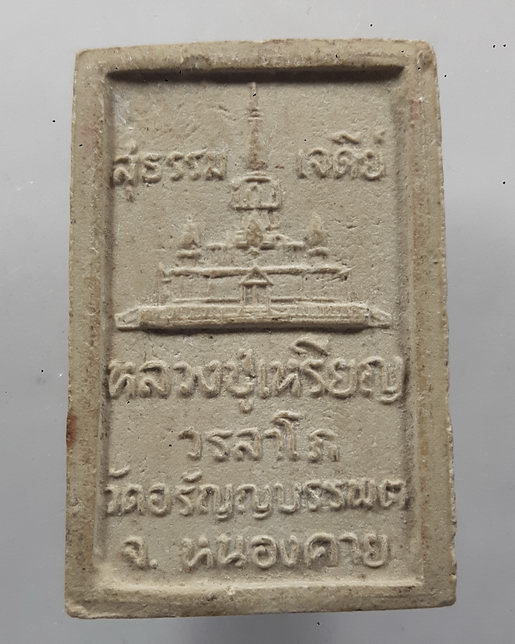 สุธรรม เจดีย์
หลวงปู่เหรียญ
วรลาโภ
วัดอรัญญบรรพต
จ. หนองคาย